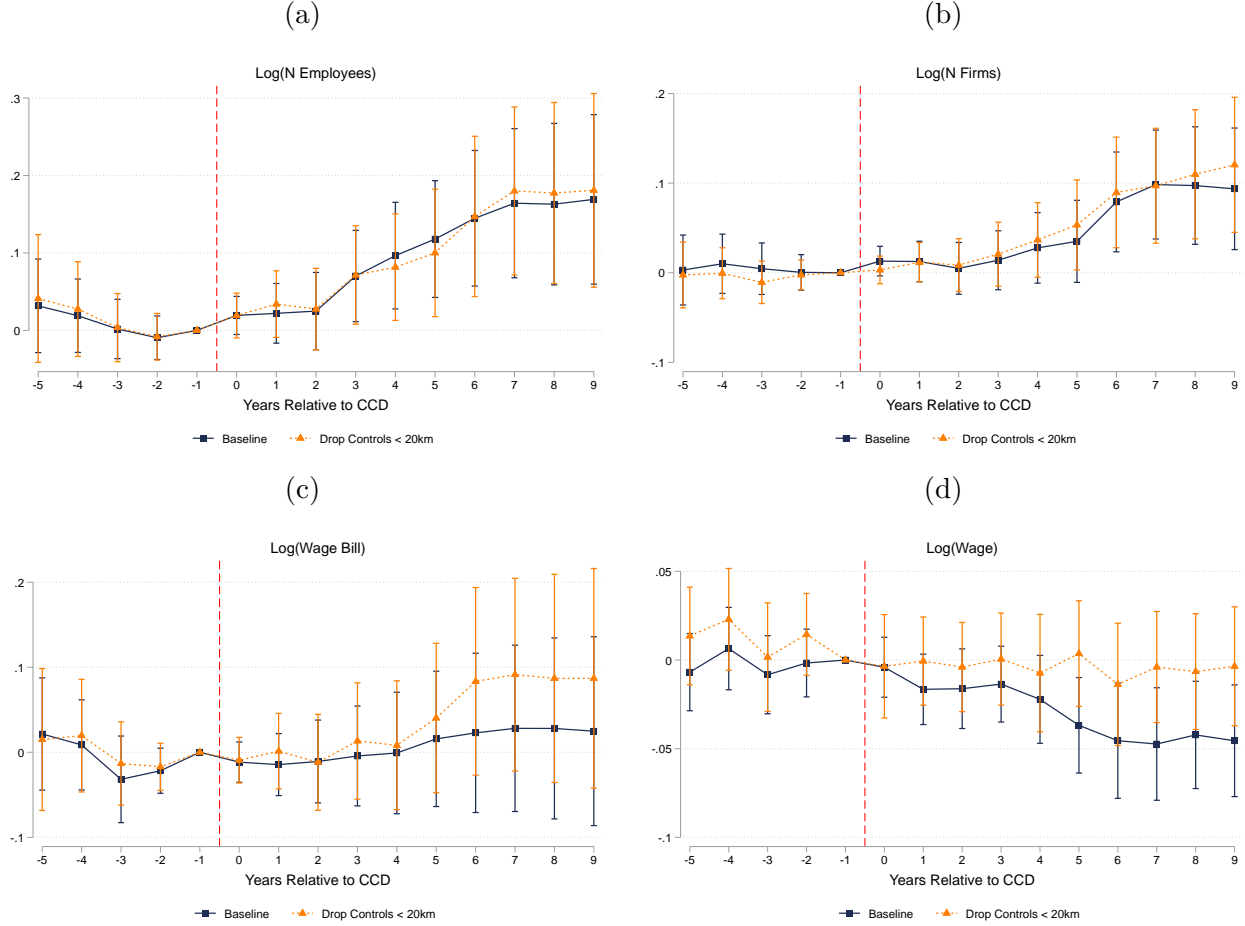 (a)
Log(N Employees)
.3
.2
.1
0
-5 -4 -3 -2 -1 0 1 2 3 4 5 6 7 8 9
Years Relative to CCD
Baseline Drop Controls < 20km
(b)
Log(N Firms)
.2
.1
0
-.1
-5 -4 -3 -2 -1 0 1 2 3 4 5 6 7 8 9
Years Relative to CCD
Baseline Drop Controls < 20km
(c)
Log(Wage Bill)
.2
.1
0
-.1
-5 -4 -3 -2 -1 0 1 2 3 4 5 6 7 8 9
Years Relative to CCD
Baseline Drop Controls < 20km
(d)
Log(Wage)
.05
0
-.05
-.1
-5 -4 -3 -2 -1 0 1 2 3 4 5 6 7 8 9
Years Relative to CCD
Baseline Drop Controls < 20km